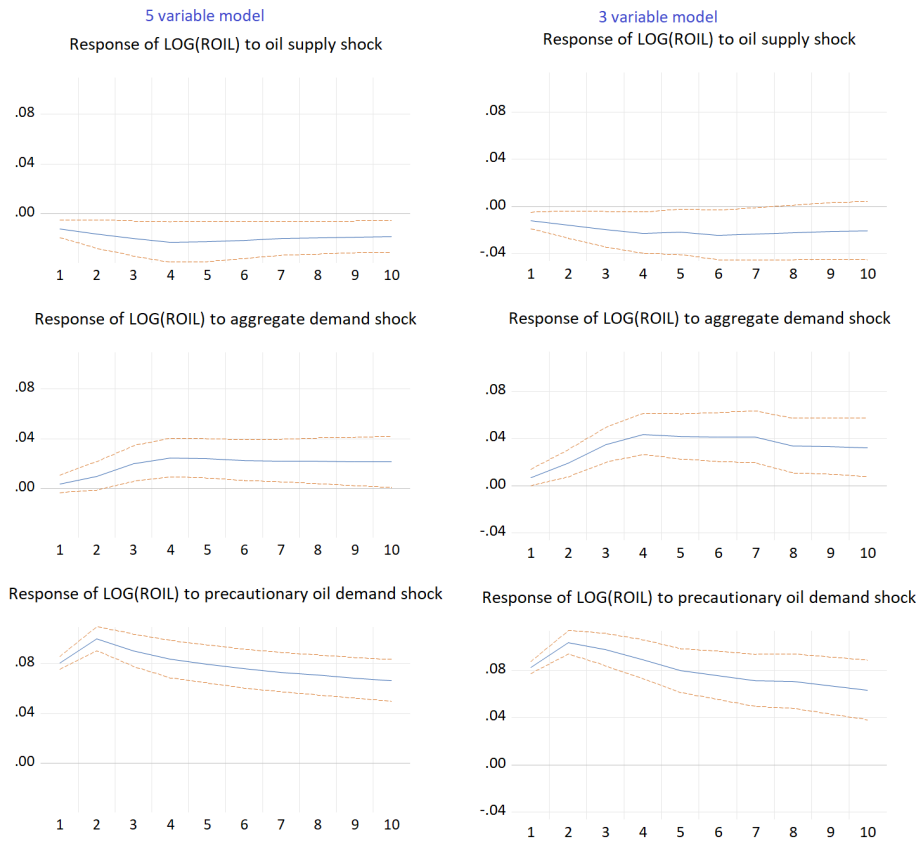 5 variable model
Response of LOG(ROIL) to oil supply shock
.08
.04
.00
1 2 3 4 5 6 7 8 9 10
3 variable model
Response of LOG(ROIL) to oil supply shock
.08
.04
.00
-.04
1 2 3 4 5 6 7 8 9 10
Response of LOG(ROIL) to aggregate demand shock
.08
.04
.00
1 2 3 4 5 6 7 8 9 10
Response of LOG(ROIL) to aggregate demand shock
.08
.04
.00
-.04
1 2 3 4 5 6 7 8 9 10
Response of LOG(ROIL) to precautionary oil demand shock
.08
.04
.00
1 2 3 4 5 6 7 8 9 10
Response of LOG(ROIL) to precautionary oil demand shock
.08
.04
.00
-.04
1 2 3 4 5 6 7 8 9 10